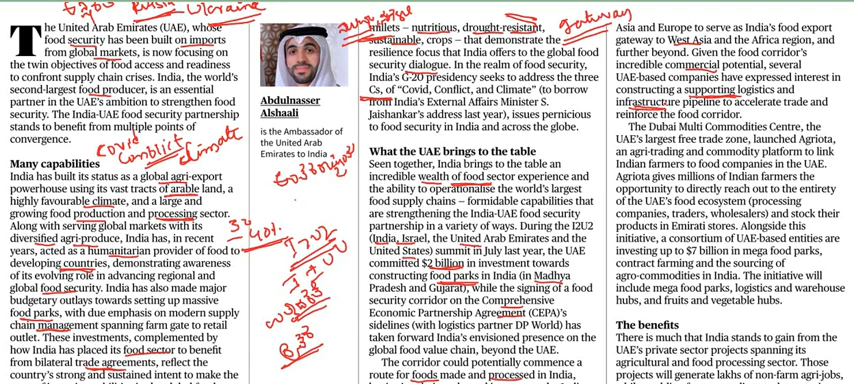 Russia - Ukraine
The United Arab Emirates (UAE), whose
food security has been built on imports
from global markets, is now focusing on
the twin objectives of food access and readiness
to confront supply chain crises. India, the world's
second-largest food producer, is an essential
partner in the UAE's ambition to strengthen food
security. The India-UAE food security partnership
stands to benefit from multiple points of
convergence.
Covid
Conflict
Climate
Many capabilities
India has built its status as a global agri-export
powerhouse using its vast tracts of arable land, a
highly favourable climate, and a large and
growing food production and processing sector.
Along with serving global markets with its
diversified agri-produce, India has, in recent
years, acted as a humanitarian provider of food to
developing countries, demonstrating awareness
of its evolving role in advancing regional and
global food security. India has also made major
budgetary outlays towards setting up massive
food parks, with due emphasis on modern supply
chain management spanning farm gate to retail
outlet. These investments, complemented by
how India has placed its food sector to benefit
from bilateral trade agreements, reflect the
country's strong and sustained intent to make the
Abdulnasser
Alshaali
is the Ambassador of
the United Arab
Emirates to India
40%
I2U2
millets – nutritious, drought-resistant,
sustainable, crops – that demonstrate the
resilience focus that India offers to the global food
security dialogue. In the realm of food security,
India's G-20 presidency seeks to address the three
Cs, of "Covid, Conflict, and Climate" (to borrow
from India's External Affairs Minister S.
Jaishankar's address last year), issues pernicious
to food security in India and across the globe.
What the UAE brings to the table
Seen together, India brings to the table an
incredible wealth of food sector experience and
the ability to operationalise the world's largest
food supply chains – formidable capabilities that
are strengthening the India-UAE food security
partnership in a variety of ways. During the I2U2
(India, Israel, the United Arab Emirates and the
United States) summit in July last year, the UAE
committed $2 billion in investment towards
constructing food parks in India (in Madhya
Pradesh and Gujarat), while the signing of a food
security corridor on the Comprehensive
Economic Partnership Agreement (CEPA)'s
sidelines (with logistics partner DP World) has
taken forward India's envisioned presence on the
global food value chain, beyond the UAE.
The corridor could potentially commence a
route for foods made and processed in India,
gateway
Asia and Europe to serve as India's food export
gateway to West Asia and the Africa region, and
further beyond. Given the food corridor's
incredible commercial potential, several
UAE-based companies have expressed interest in
constructing a supporting logistics and
infrastructure pipeline to accelerate trade and
reinforce the food corridor.
The Dubai Multi Commodities Centre, the
UAE's largest free trade zone, launched Agriota,
an agri-trading and commodity platform to link
Indian farmers to food companies in the UAE.
Agriota gives millions of Indian farmers the
opportunity to directly reach out to the entirety
of the UAE's food ecosystem (processing
companies, traders, wholesalers) and stock their
products in Emirati stores. Alongside this
initiative, a consortium of UAE-based entities are
investing up to $7 billion in mega food parks,
contract farming and the sourcing of
agro-commodities in India. The initiative will
include mega food parks, logistics and warehouse
hubs, and fruits and vegetable hubs.
The benefits
There is much that India stands to gain from the
UAE's private sector projects spanning its
agricultural and food processing sector. Those
projects will generate lakhs of non-farm agri-jobs,